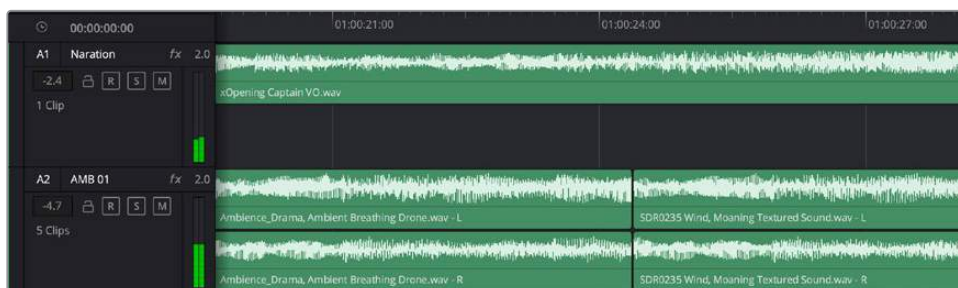 00:00:00:00 01:00:21:00 01:00:24:00 01:00:27:00
A1 Naration fx 2.0
-2.4 R S M
xOpening Captain VO.wav
1 Clip
A2 AMB 01 fx 2.0
-4.7 R S M
Ambience_Drama, Ambient Breathing Drone.wav - L SDR0235 Wind, Moaning Textured Sound.wav - L
5 Clips
Ambience_Drama, Ambient Breathing Drone.wav - R SDR0235 Wind, Moaning Textured Sound.wav - R